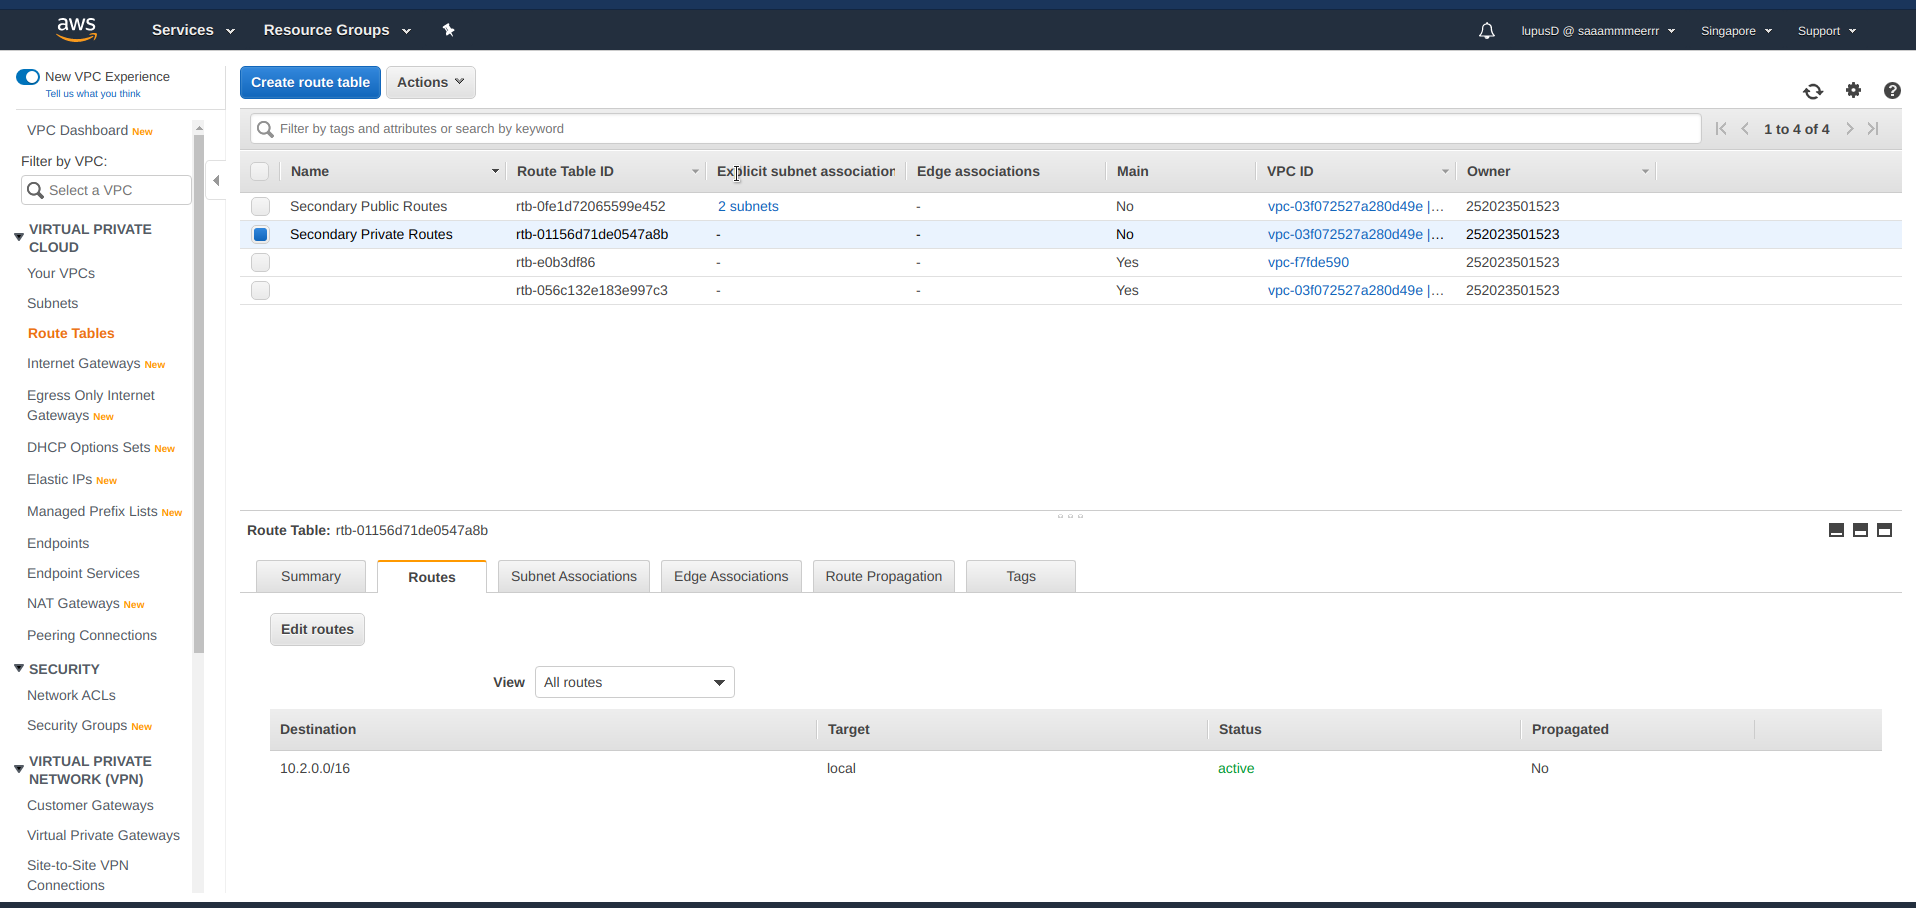 aws Services Resource Groups lupusD @ saaammmeerrr Singapore Support
New VPC Experience
Tell us what you think
VPC Dashboard New
Filter by VPC:
Select a VPC
VIRTUAL PRIVATE
CLOUD
Your VPCs
Subnets
Route Tables
Internet Gateways New
Egress Only Internet
Gateways New
DHCP Options Sets New
Elastic IPs New
Managed Prefix Lists New
Endpoints
Endpoint Services
NAT Gateways New
Peering Connections
SECURITY
Network ACLs
Security Groups New
VIRTUAL PRIVATE
NETWORK (VPN)
Customer Gateways
Virtual Private Gateways
Site-to-Site VPN
Connections
Create route table Actions
Filter by tags and attributes or search by keyword 1 to 4 of 4
Name Route Table ID Explicit subnet association Edge associations Main VPC ID Owner
Secondary Public Routes rtb-0fe1d72065599e452 2 subnets - No vpc-03f072527a280d49e |... 252023501523
Secondary Private Routes rtb-01156d71de0547a8b - - No vpc-03f072527a280d49e |... 252023501523
rtb-e0b3df86 - - Yes vpc-f7fde590 252023501523
rtb-056c132e183e997c3 - - Yes vpc-03f072527a280d49e |... 252023501523
Route Table: rtb-01156d71de0547a8b
Summary Routes Subnet Associations Edge Associations Route Propagation Tags
Edit routes
View All routes
Destination Target Status Propagated
10.2.0.0/16 local active No